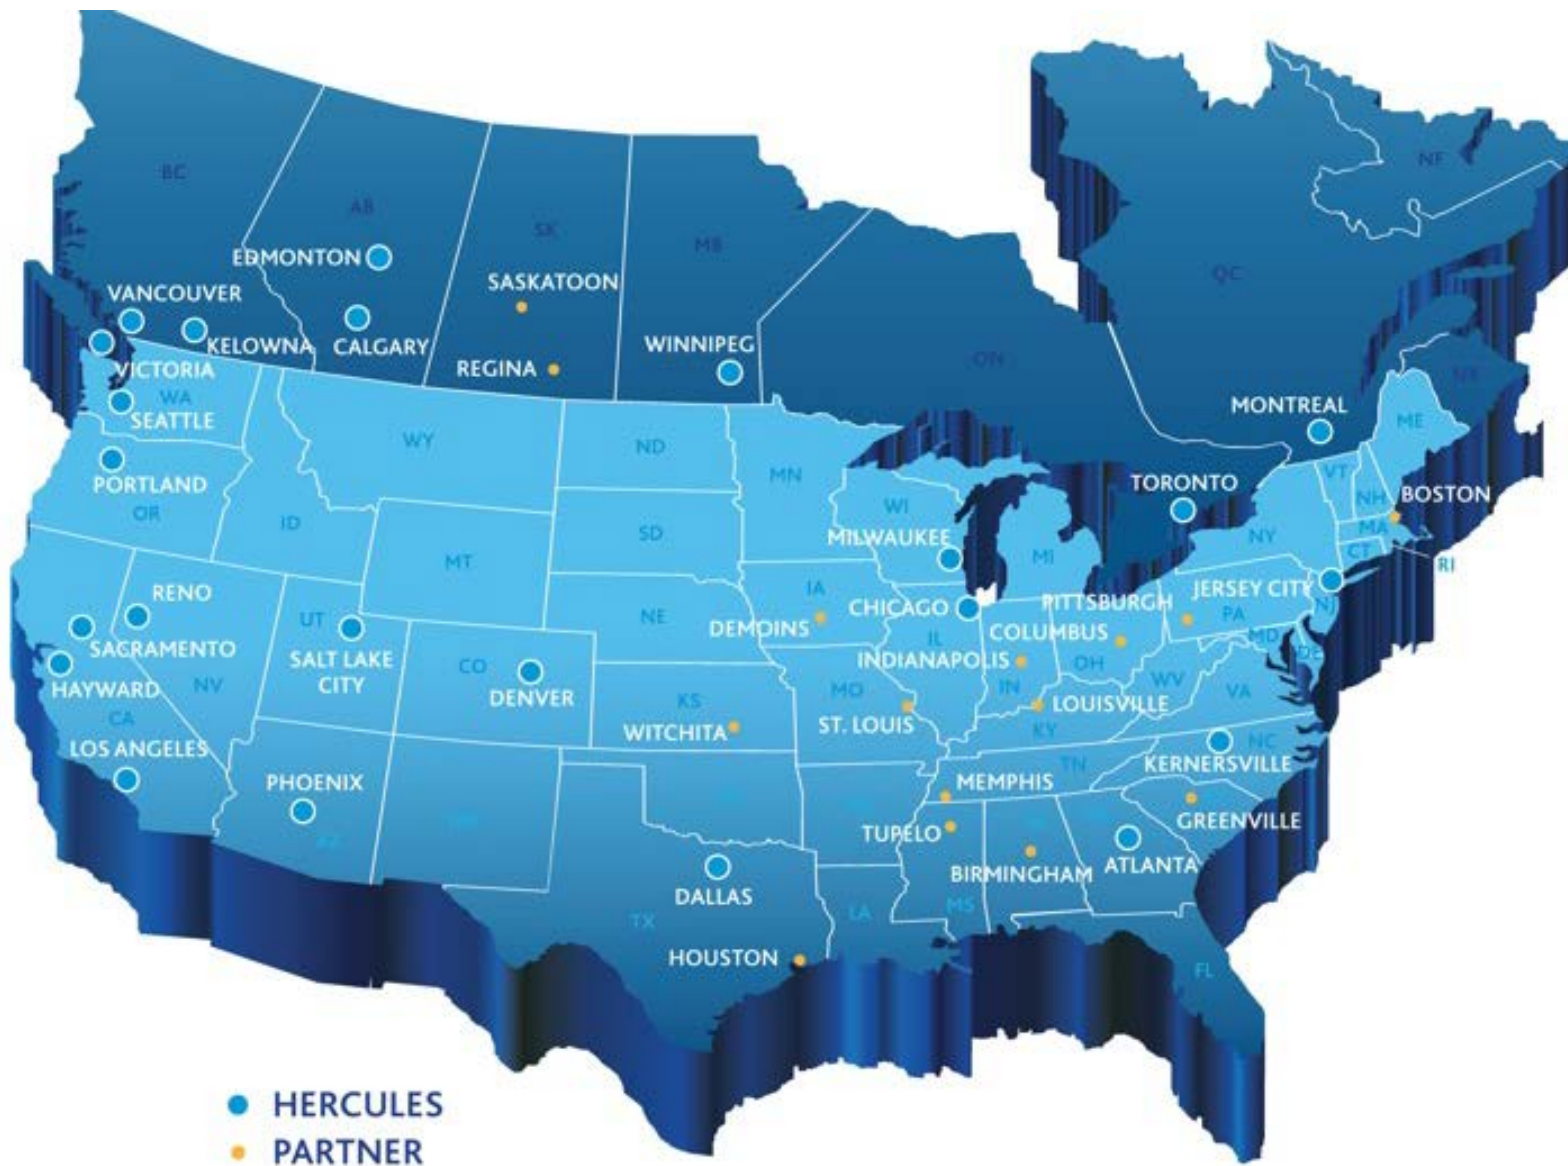 BC
AB
SK
MB
ON
QC
NF
EDMONTON
SASKATOON
VANCOUVER
KELOWNA
CALGARY
REGINA
WINNIPEG
VICTORIA
WA
SEATTLE
MONTREAL
ME
WY
ND
MN
PORTLAND
OR
ID
TORONTO
VT
NH
BOSTON
MA
CT
RI
NY
WI
MILWAUKEE
MI
SD
MT
IA
RENO
UT
NE
DEMOINS
CHICAGO
IL
PITTSBURGH
JERSEY CITY
NJ
PA
MD
DE
SACRAMENTO
SALT LAKE
CITY
COLUMBUS
OH
INDIANAPOLIS
IN
WV
VA
HAYWARD
NV
CA
CO
DENVER
KS
WITCHITA
MO
ST. LOUIS
LOUISVILLE
KY
LOS ANGELES
PHOENIX
AZ
MEMPHIS
TN
KERNERSVILLE
NC
TUPELO
GREENVILLE
BIRMINGHAM
ATLANTA
DALLAS
TX
LA
MS
HOUSTON
FL
HERCULES
PARTNER